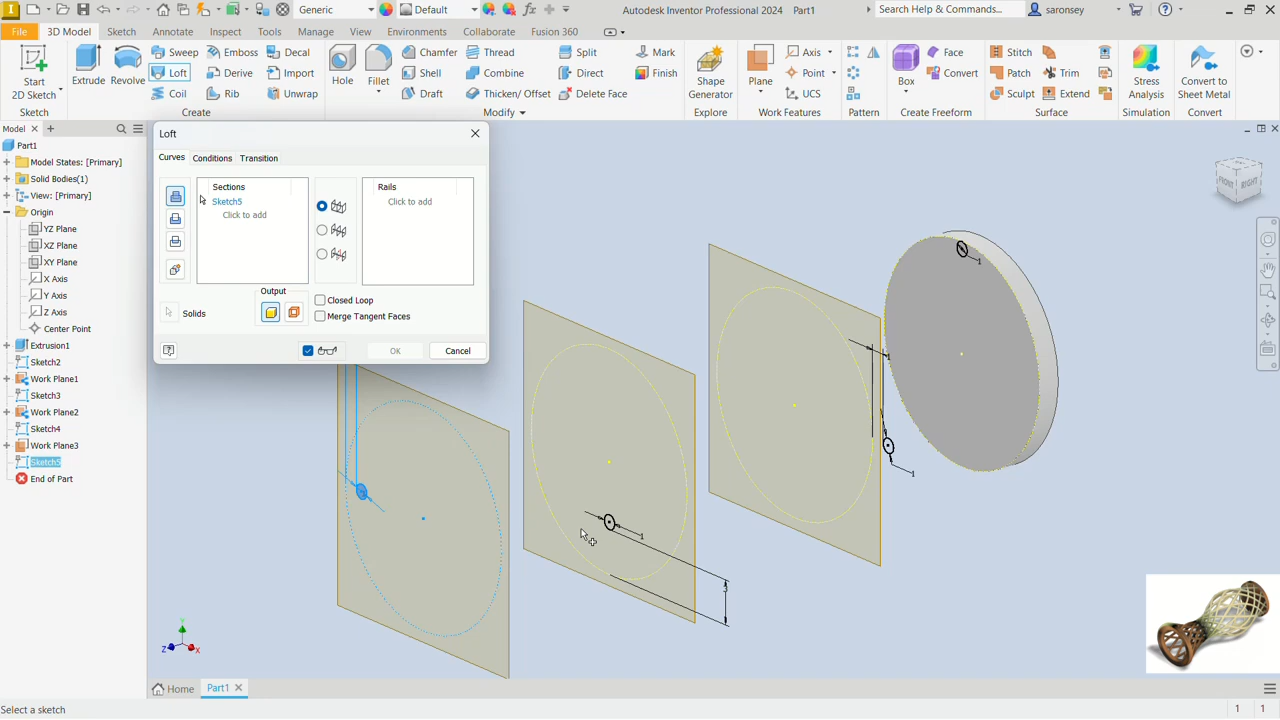 Generic
Default
Autodesk Inventor Professional 2024 Part1
Search Help & Commands...
saronsey
File 3D Model Sketch Annotate Inspect Tools Manage View Environments Collaborate Fusion 360
Start
2D Sketch
Extrude
Revolve
Sweep
Loft
Coil
Emboss
Derive
Rib
Decal
Import
Unwrap
Hole
Fillet
Chamfer
Shell
Draft
Thread
Combine
Thicken/ Offset
Split
Direct
Delete Face
Mark
Finish
Shape
Generator
Plane
Axis
Point
UCS
Box
Face
Convert
Stitch
Patch
Sculpt
Trim
Extend
Stress
Analysis
Convert to
Sheet Metal
Sketch Create Modify Explore Work Features Pattern Create Freeform Surface Simulation Convert
Model
Part1
Model States: [Primary]
Solid Bodies(1)
View: [Primary]
Origin
YZ Plane
XZ Plane
XY Plane
X Axis
Y Axis
Z Axis
Center Point
Extrusion1
Sketch2
Work Plane1
Sketch3
Work Plane2
Sketch4
Work Plane3
Sketch5
End of Part
Loft
Curves Conditions Transition
Sections
Sketch5
Click to add
Rails
Click to add
Output
Solids
Closed Loop
Merge Tangent Faces
OK Cancel
FRONT RIGHT
1
1
1
1
3
Y
Z X
Home Part1
Select a sketch
1 1